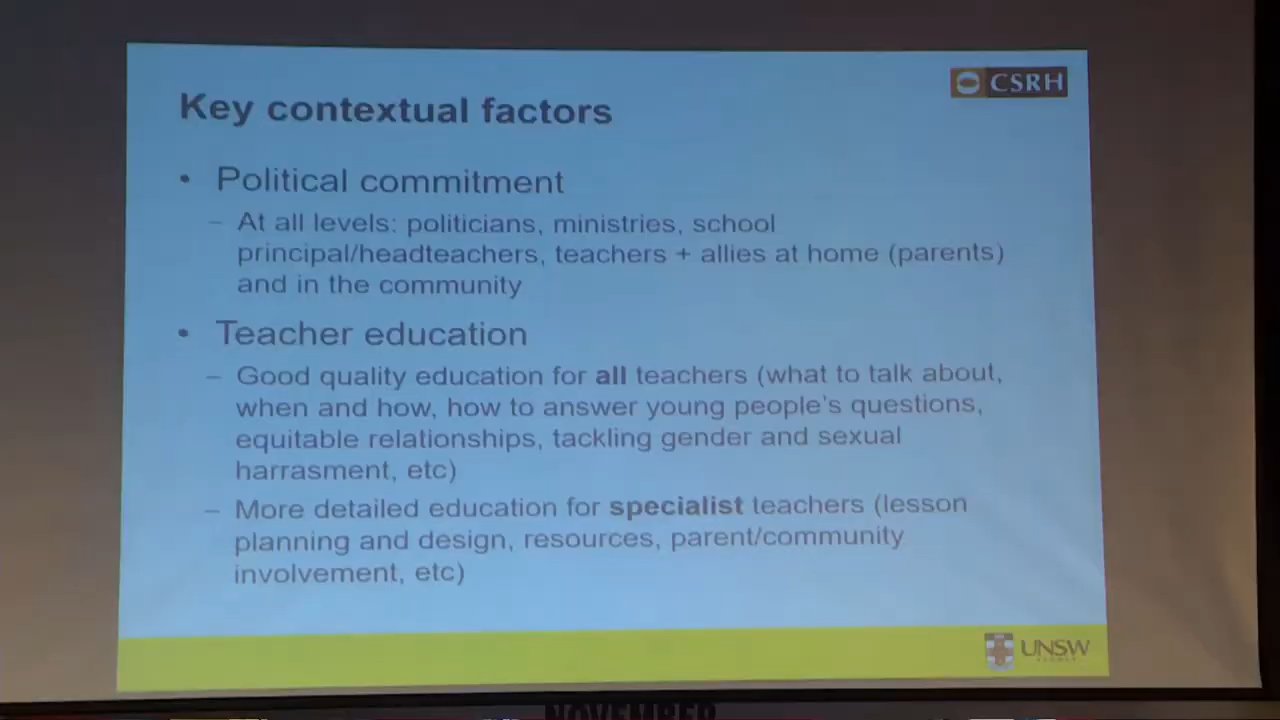 CSRH
Key contextual factors
• Political commitment
– At all levels: politicians, ministries, school
principal/headteachers, teachers + allies at home (parents)
and in the community
• Teacher education
– Good quality education for all teachers (what to talk about,
when and how, how to answer young people's questions,
equitable relationships, tackling gender and sexual
harrasment, etc)
– More detailed education for specialist teachers (lesson
planning and design, resources, parent/community
involvement, etc)
UNSW
NOVEMBER